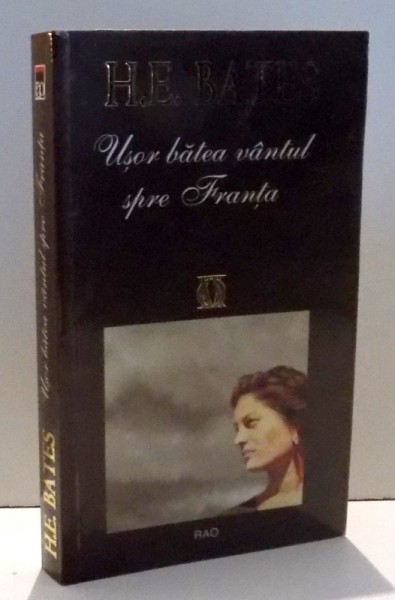 H.E. BATES
Ușor bătea vântul
spre Franța
RAO
H.E. BATES
Ușor bătea vântul spre Franța